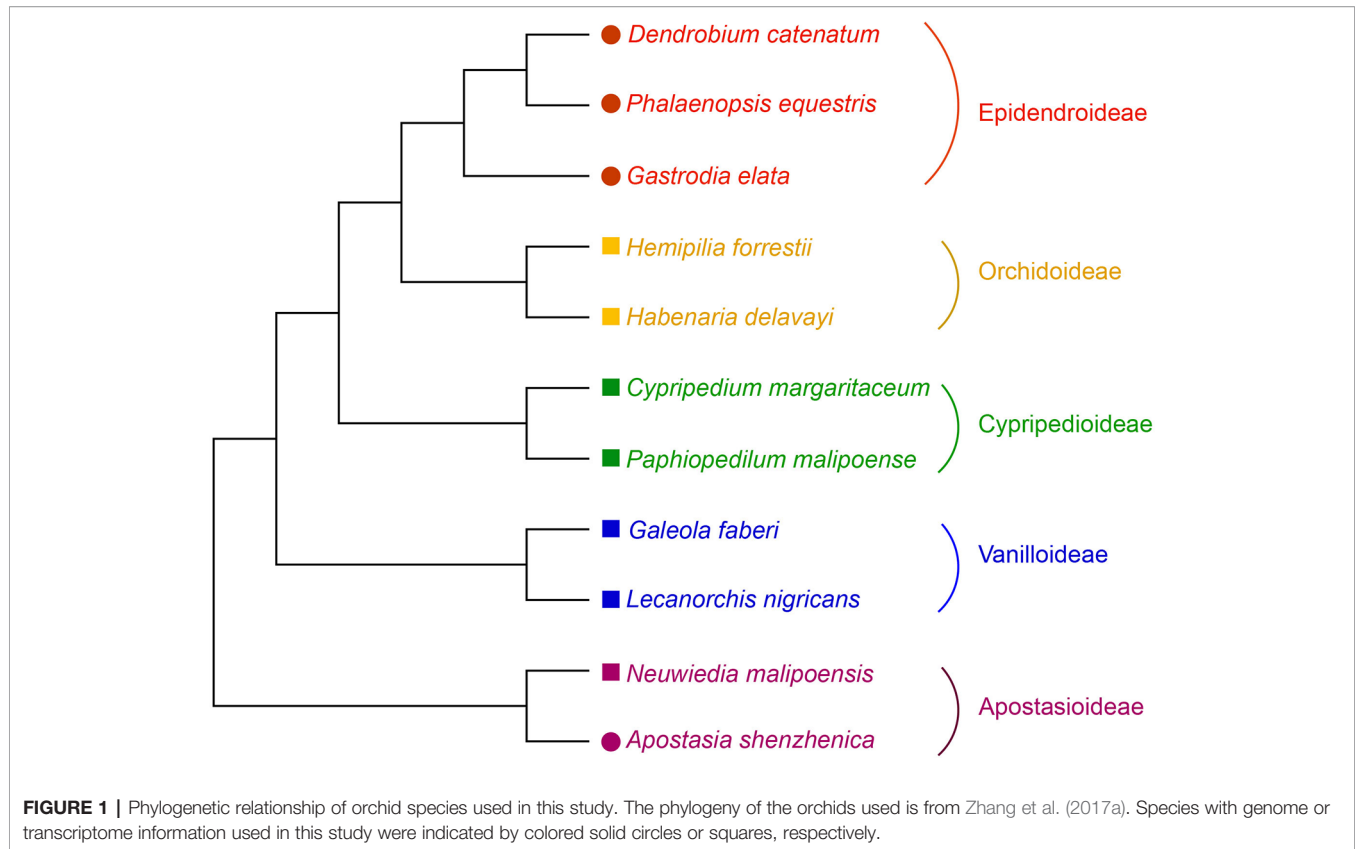 Dendrobium catenatum
Phalaenopsis equestris
Epidendroideae
Gastrodia elata
Hemipilia forrestii
Orchidoideae
Habenaria delavayi
Cypripedium margaritaceum
Cypripedioideae
Paphiopedilum malipoense
Galeola faberi
Vanilloideae
Lecanorchis nigricans
Neuwiedia malipoensis
Apostasioideae
Apostasia shenzhenica
FIGURE 1 | Phylogenetic relationship of orchid species used in this study. The phylogeny of the orchids used is from Zhang et al. (2017a). Species with genome or
transcriptome information used in this study were indicated by colored solid circles or squares, respectively.